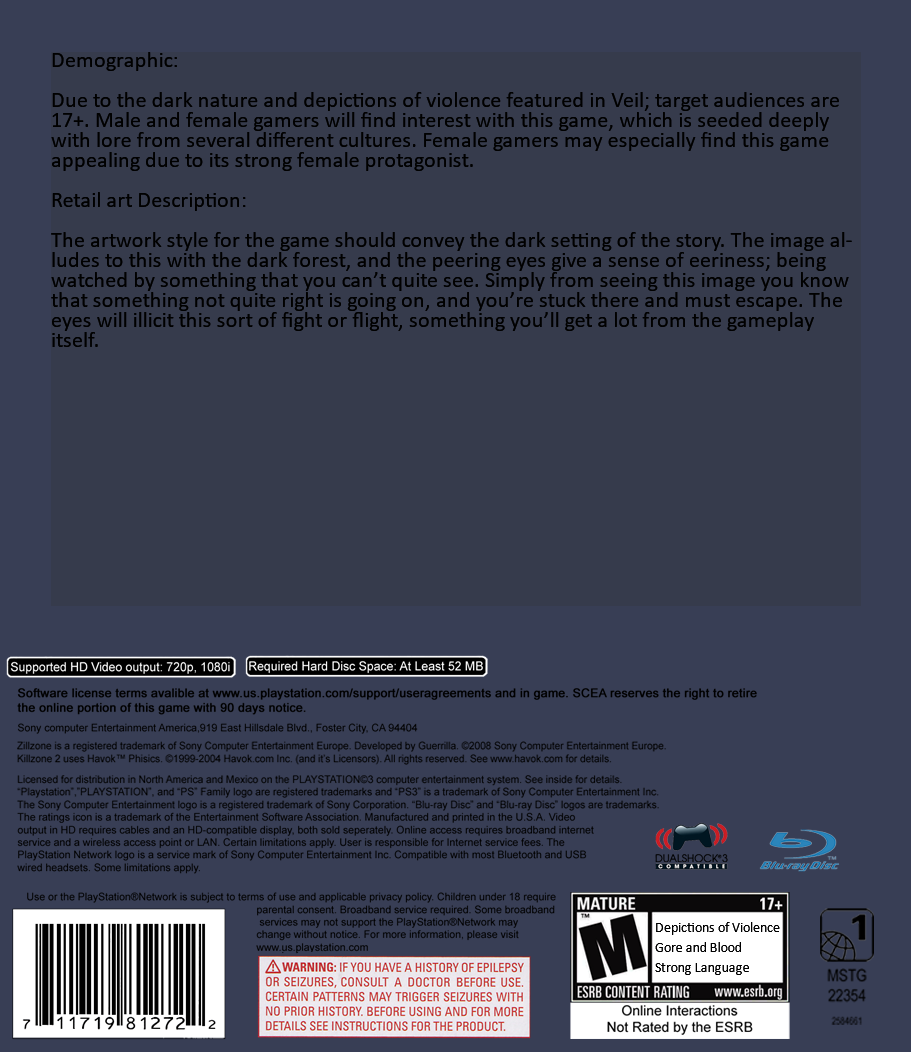 Demographic:
Due to the dark nature and depictions of violence featured in Veil; target audiences are
17+. Male and female gamers will find interest with this game, which is seeded deeply
with lore from several different cultures. Female gamers may especially find this game
appealing due to its strong female protagonist.
Retail art Description:
The artwork style for the game should convey the dark setting of the story. The image al-
ludes to this with the dark forest, and the peering eyes give a sense of eeriness; being
watched by something that you can't quite see. Simply from seeing this image you know
that something not quite right is going on, and you're stuck there and must escape. The
eyes will illicit this sort of fight or flight, something you'll get a lot from the gameplay
itself.
Supported HD Video output: 720p, 1080i
Required Hard Disc Space: At Least 52 MB
Software license terms avalible at www.us.playstation.com/support/useragreements and in game. SCEA reserves the right to retire
the online portion of this game with 90 days notice.
Sony computer Entertainment America,919 East Hillsdale Blvd., Foster City, CA 94404
Zillzone is a registered trademark of Sony Computer Entertainment Europe. Developed by Guerrilla. ©2008 Sony Computer Entertainment Europe.
Killzone 2 uses Havok™ Phisics. ©1999-2004 Havok.com Inc. (and it's Licensors). All rights reserved. See www.havok.com for details.
Licensed for distribution in North America and Mexico on the PLAYSTATION©3 computer entertainment system. See inside for details.
"Playstation","PLAYSTATION", and "PS" Family logo are registered trademarks and "PS3" is a trademark of Sony Computer Entertainment Inc.
The Sony Computer Entertainment logo is a registered trademark of Sony Corporation. "Blu-ray Disc" and "Blu-ray Disc" logos are trademarks.
The ratings icon is a trademark of the Entertainment Software Association. Manufactured and printed in the U.S.A. Video
output in HD requires cables and an HD-compatible display, both sold seperately. Online access requires broadband internet
service and a wireless access point or LAN. Certain limitations apply. User is responsible for Internet service fees. The
PlayStation Network logo is a service mark of Sony Computer Entertainment Inc. Compatible with most Bluetooth and USB
wired headsets. Some limitations apply.
DUALSHOCK®3
COMPATIBLE
Blu-ray Disc™
Use or the PlayStation®Network is subject to terms of use and applicable privacy policy. Children under 18 require
parental consent. Broadband service required. Some broadband
services may not support the PlayStation®Network may
change without notice. For more information, please visit
www.us.playstation.com
7 11719 81272 2
WARNING: IF YOU HAVE A HISTORY OF EPILEPSY
OR SEIZURES, CONSULT A DOCTOR BEFORE USE.
CERTAIN PATTERNS MAY TRIGGER SEIZURES WITH
NO PRIOR HISTORY. BEFORE USING AND FOR MORE
DETAILS SEE INSTRUCTIONS FOR THE PRODUCT.
MATURE 17+
M™
Depictions of Violence
Gore and Blood
Strong Language
ESRB CONTENT RATING www.esrb.org
Online Interactions
Not Rated by the ESRB
1
MSTG
22354
2584661